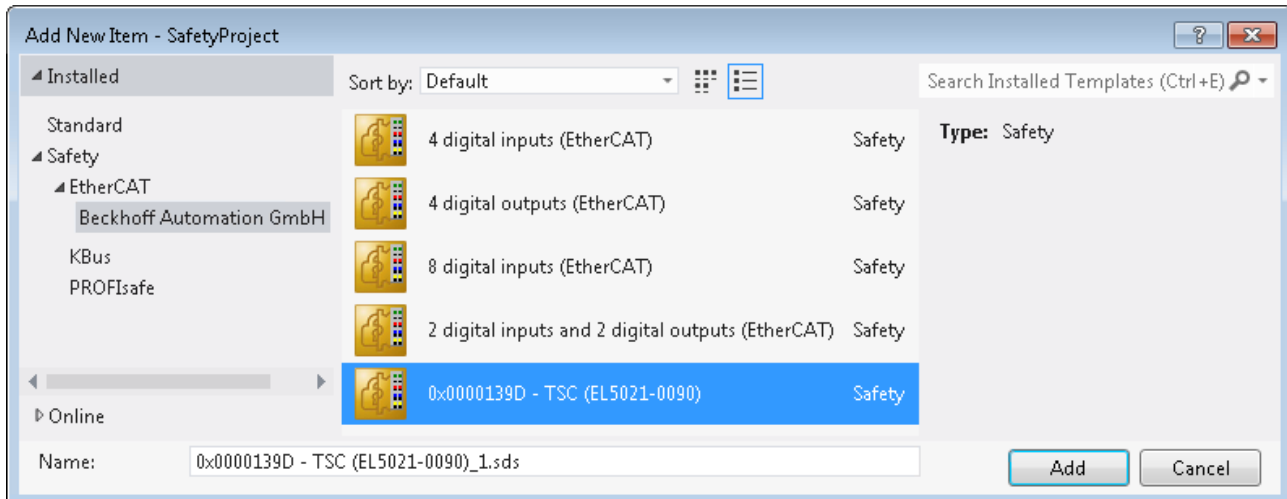 Add New Item - SafetyProject
Installed
Sort by: Default
Search Installed Templates (Ctrl+E)
Standard
Safety
EtherCAT
Beckhoff Automation GmbH
KBus
PROFIsafe
4 digital inputs (EtherCAT) Safety
4 digital outputs (EtherCAT) Safety
8 digital inputs (EtherCAT) Safety
2 digital inputs and 2 digital outputs (EtherCAT) Safety
0x0000139D - TSC (EL5021-0090) Safety
Type: Safety
Online
Name: 0x0000139D - TSC (EL5021-0090)_1.sds
Add
Cancel